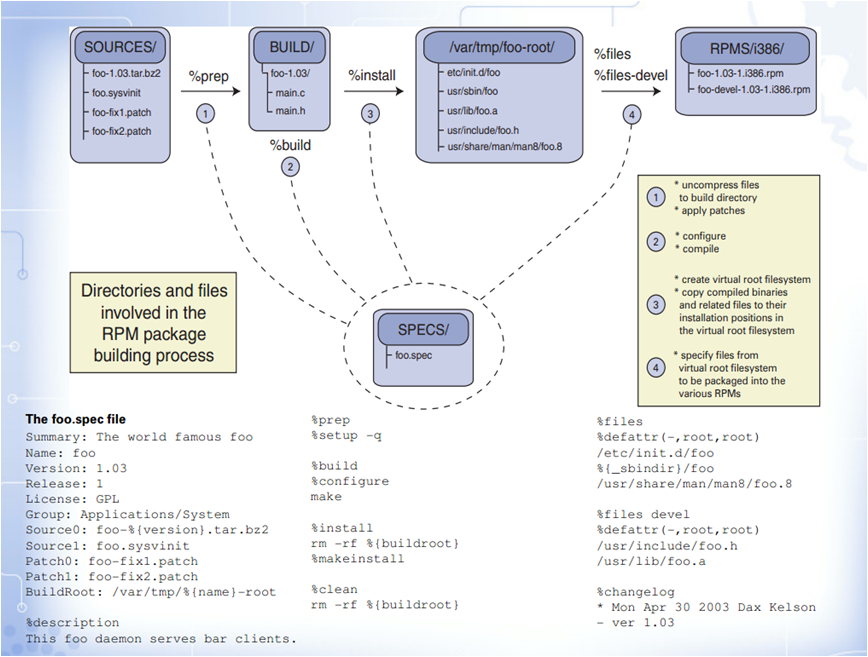 SOURCES/
foo-1.03.tar.bz2
foo.sysvinit
foo-fix1.patch
foo-fix2.patch
%prep
1
BUILD/
foo-1.03/
main.c
main.h
%build
2
%install
3
/var/tmp/foo-root/
etc/init.d/foo
usr/sbin/foo
usr/lib/foo.a
usr/include/foo.h
usr/share/man/man8/foo.8
%files
%files-devel
4
RPMS/i386/
foo-1.03-1.i386.rpm
foo-devel-1.03-1.i386.rpm
1
* uncompress files
to build directory
* apply patches
2
* configure
* compile
3
* create virtual root filesystem
* copy compiled binaries
and related files to their
installation positions in
the virtual root filesystem
4
* specify files from
virtual root filesystem
to be packaged into the
various RPMs
Directories and files
involved in the
RPM package
building process
SPECS/
foo.spec
The foo.spec file
Summary: The world famous foo
Name: foo
Version: 1.03
Release: 1
License: GPL
Group: Applications/System
Source0: foo-%{version}.tar.bz2
Source1: foo.sysvinit
Patch0: foo-fix1.patch
Patch1: foo-fix2.patch
BuildRoot: /var/tmp/%{name}-root
%description
This foo daemon serves bar clients.
%prep
%setup -q
%build
%configure
make
%install
rm -rf %{buildroot}
%makeinstall
%clean
rm -rf %{buildroot}
%files
%defattr(-,root,root)
/etc/init.d/foo
%{_sbindir}/foo
/usr/share/man/man8/foo.8
%files devel
%defattr(-,root,root)
/usr/include/foo.h
/usr/lib/foo.a
%changelog
* Mon Apr 30 2003 Dax Kelson
- ver 1.03